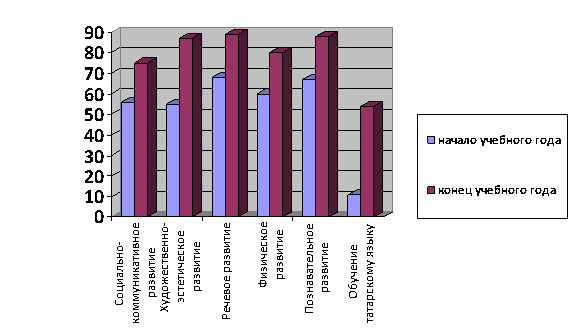 90
80
70
60
50
40
30
20
10
0
Социально-
коммуникативное
развитие
Художественно-
эстетическое
развитие
Речевое развитие
Физическое
развитие
Познавательное
развитие
Обучение
татарскому языку
начало учебного года
конец учебного года